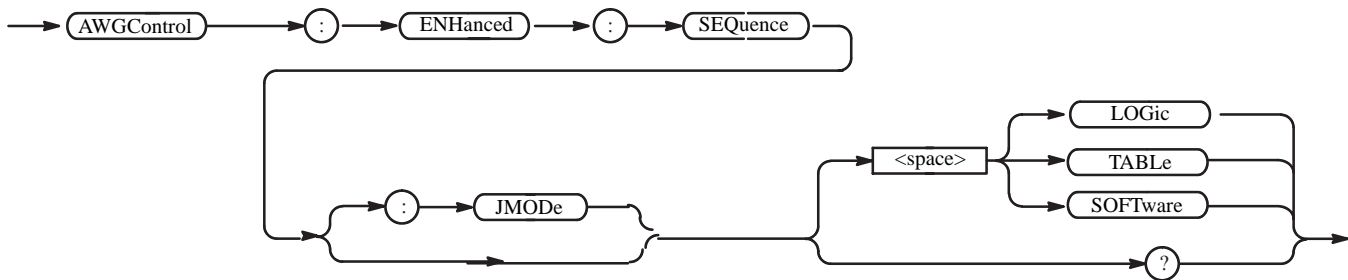 AWGControl : ENHanced : SEQuence
<space> LOGic
TABLe
SOFTware
: JMODe
?